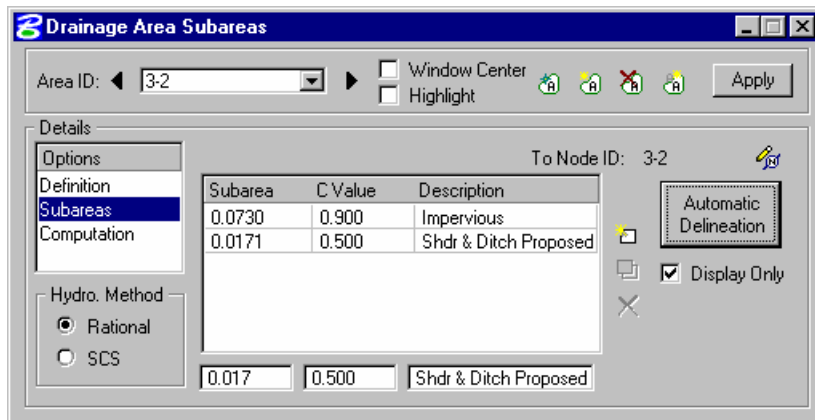 Drainage Area Subareas
Area ID: 3-2 Window Center Apply
Highlight
Details
Options To Node ID: 3-2
Definition
Subareas
Computation
Subarea C Value Description
0.0730 0.900 Impervious
0.0171 0.500 Shdr & Ditch Proposed
Automatic
Delineation
Display Only
Hydro. Method
Rational
SCS
0.017 0.500 Shdr & Ditch Proposed